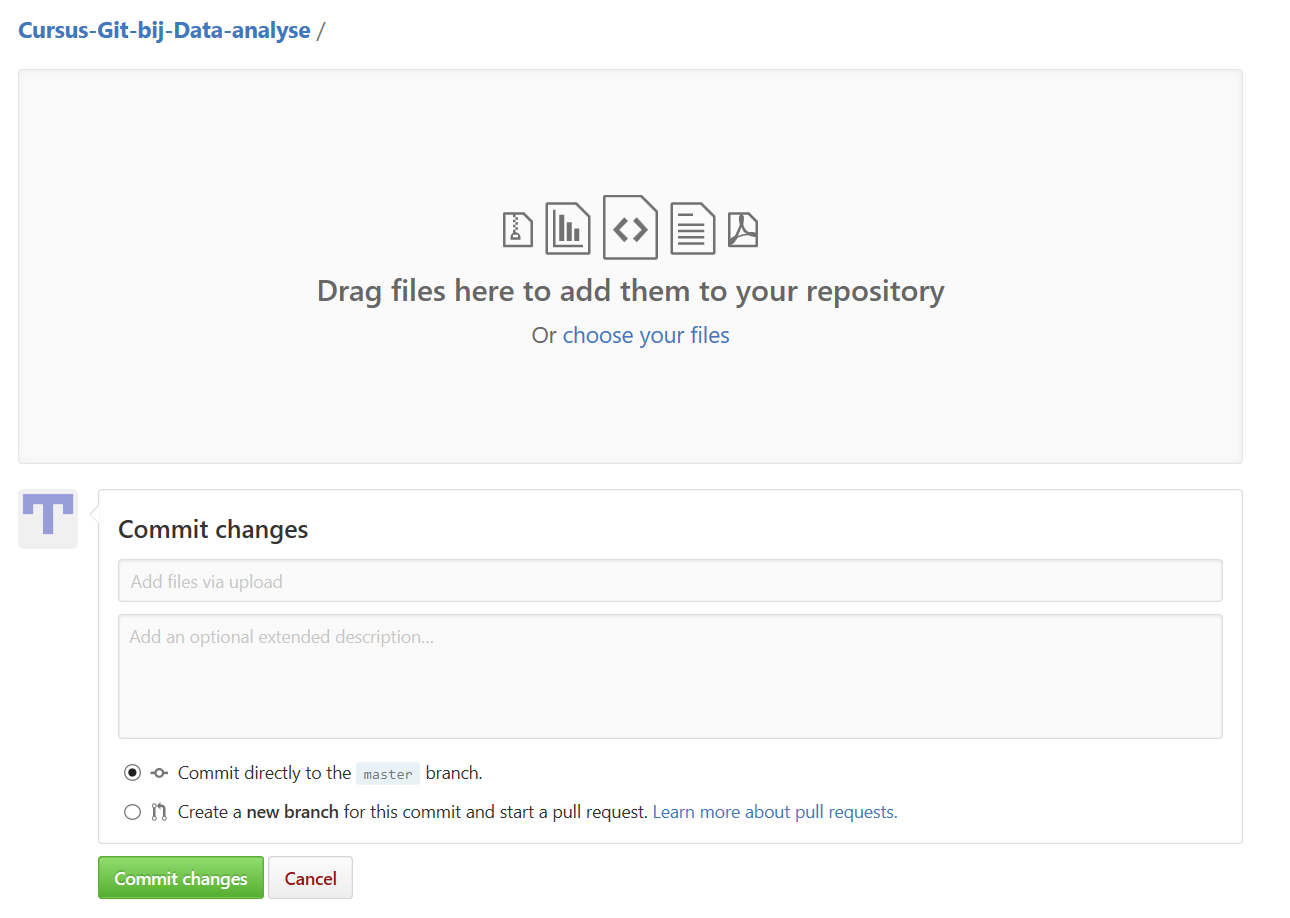 Cursus-Git-bij-Data-analyse /
Drag files here to add them to your repository
Or choose your files
Commit changes
Add files via upload
Add an optional extended description...
Commit directly to the master branch.
Create a new branch for this commit and start a pull request. Learn more about pull requests.
Commit changes Cancel